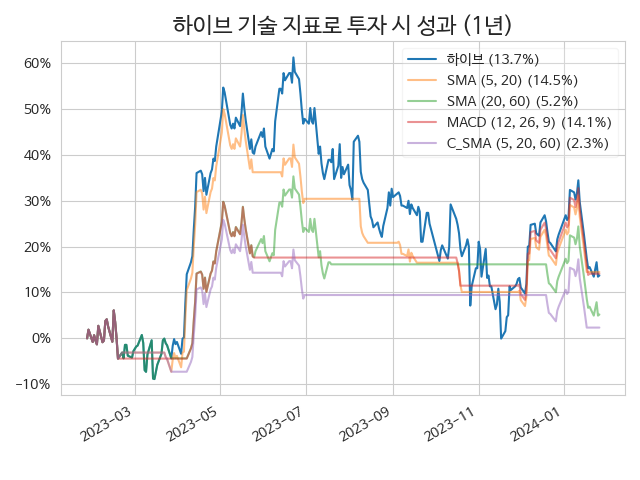 하이브 기술 지표로 투자 시 성과 (1년)
하이브 (13.7%)
SMA (5, 20) (14.5%)
SMA (20, 60) (5.2%)
MACD (12, 26, 9) (14.1%)
C_SMA (5, 20, 60) (2.3%)
60%
50%
40%
30%
20%
10%
0%
−10%
2023−03
2023−05
2023−07
2023−09
2023−11
2024−01